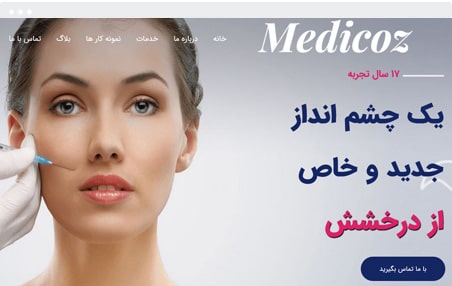 Medicoz
خانه درباره ما خدمات نمونه کار ها بلاگ تماس با ما
۱۷ سال تجربه
یک چشم انداز
جدید و خاص
از درخشش
با ما تماس بگیرید